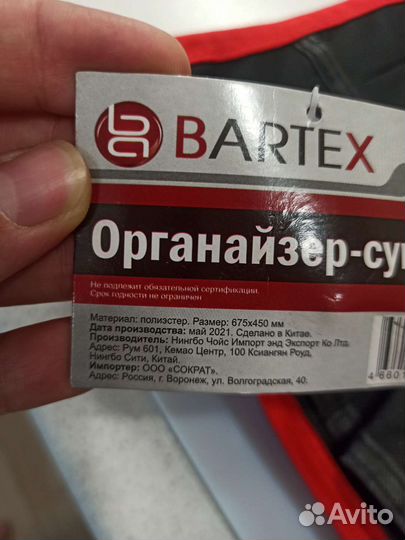 BARTEX
Органайзер-су
Не подлежит обязательной сертификации.
Срок годности не ограничен
Материал: полиэстер. Размер: 675x450 мм
Дата производства: май 2021. Сделано в Китае.
Производитель: Нингбо Чойс Импорт энд Экспорт Ко Лтд.
Адрес: Рум 601, Кемао Центр, 100 Ксиангян Роуд,
Нингбо Сити, Китай.
Импортер: ООО «СОКРАТ».
Адрес: Россия, г. Воронеж, ул. Волгоградская, 40.
4 6601
Avito